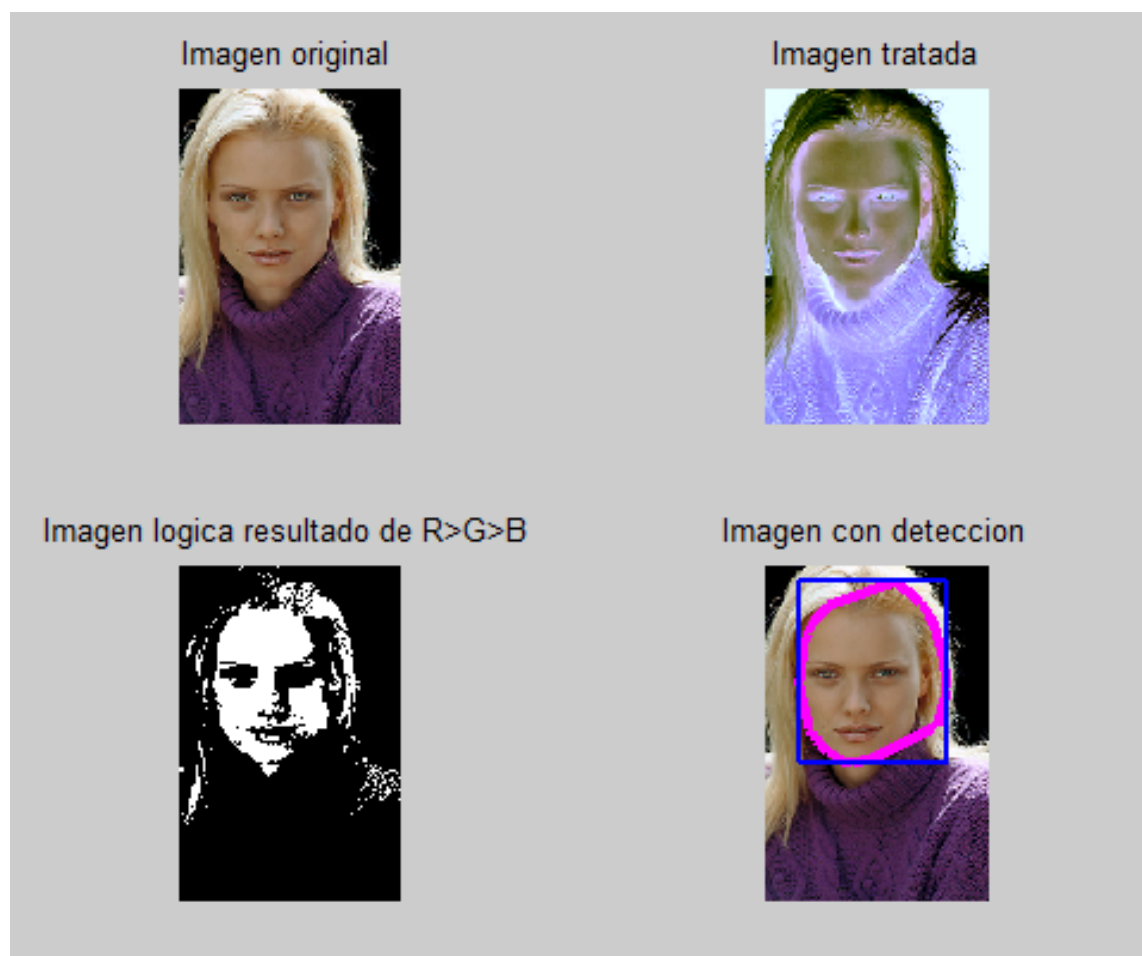 Imagen original
Imagen tratada
Imagen logica resultado de R>G>B
Imagen con deteccion